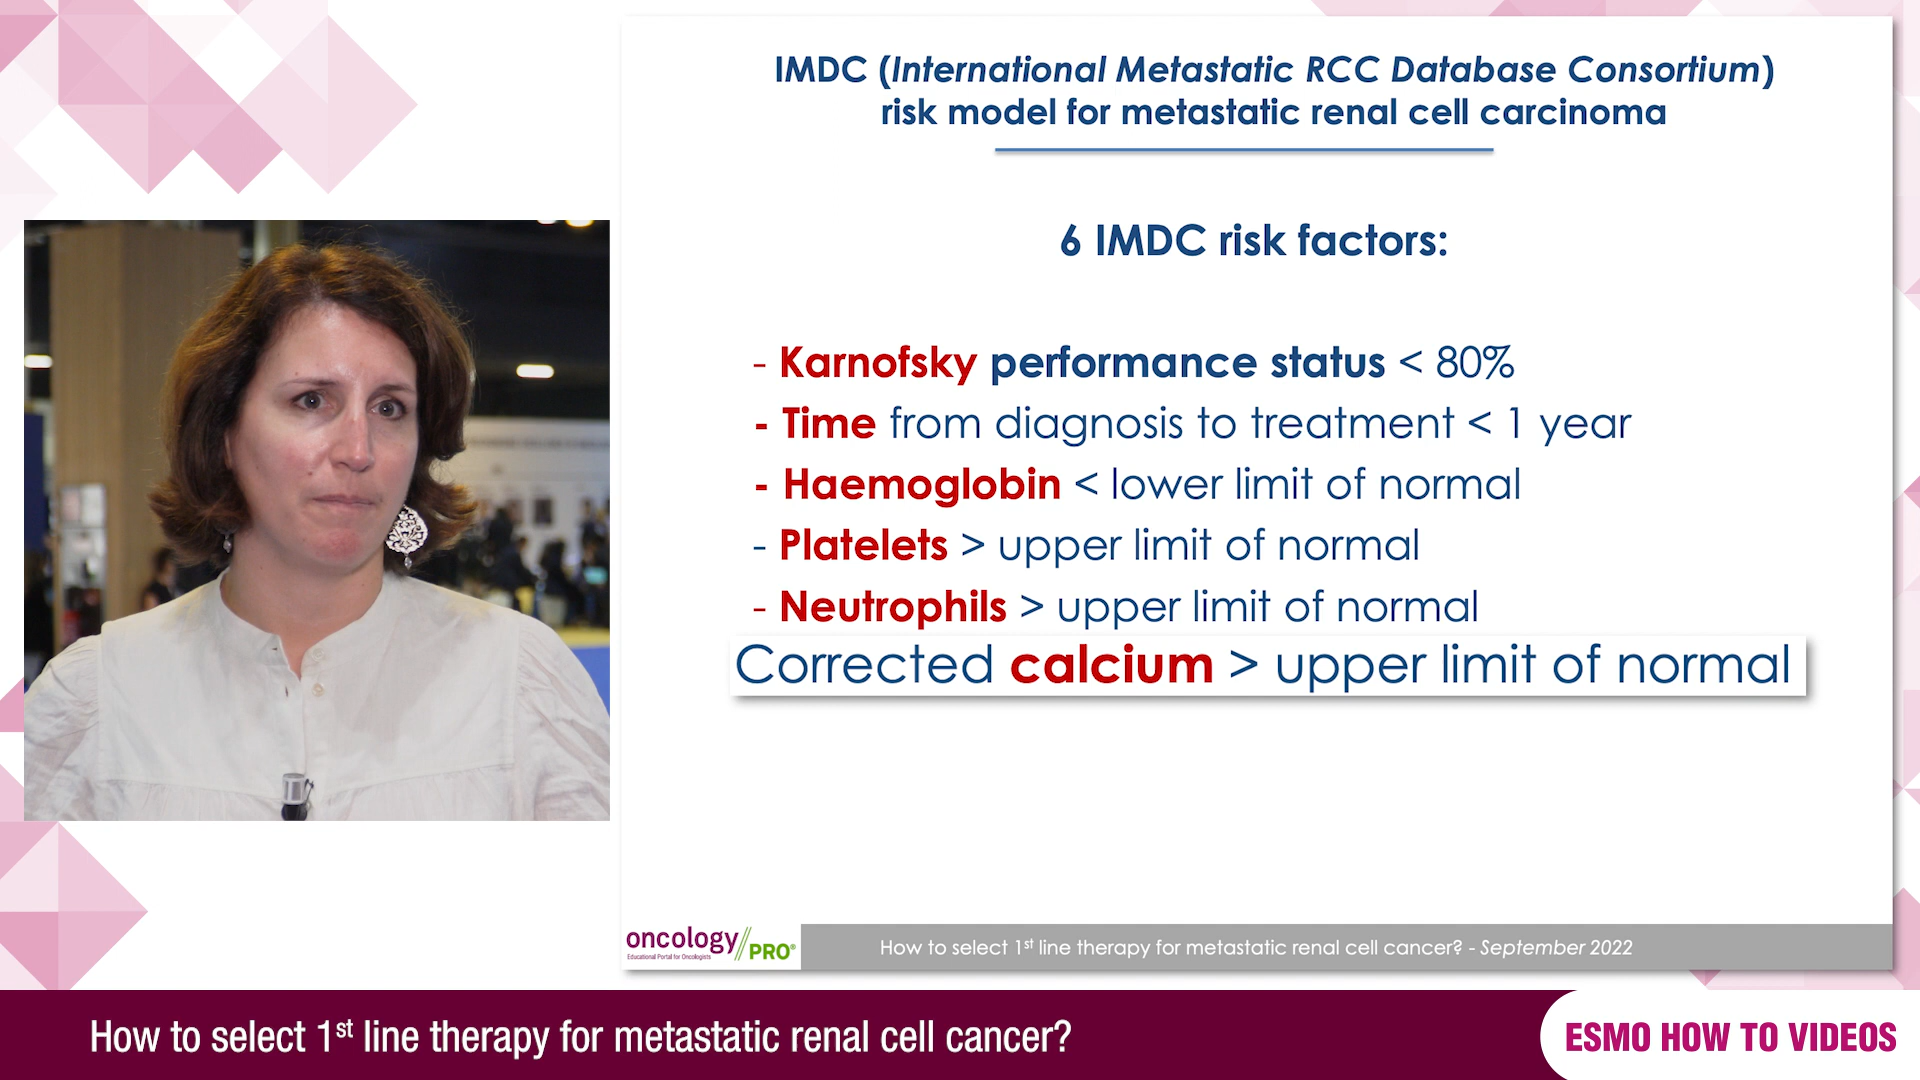 IMDC (International Metastatic RCC Database Consortium)
risk model for metastatic renal cell carcinoma
6 IMDC risk factors:
- Karnofsky performance status < 80%
- Time from diagnosis to treatment < 1 year
- Haemoglobin < lower limit of normal
- Platelets > upper limit of normal
- Neutrophils > upper limit of normal
Corrected calcium > upper limit of normal
oncology//PRO®
Educational Portal for Oncologists
How to select 1st line therapy for metastatic renal cell cancer? - September 2022
How to select 1st line therapy for metastatic renal cell cancer?
ESMO HOW TO VIDEOS